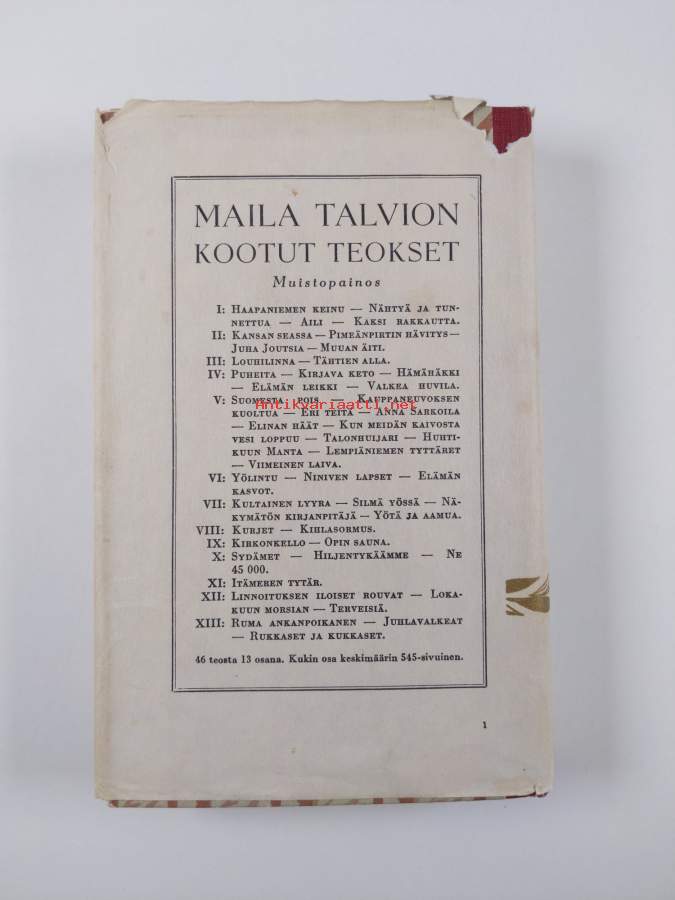 MAILA TALVION
KOOTUT TEOKSET
Muistopainos
I: HAAPANIEMEN KEINU — NÄHTYÄ JA TUN-
NETTUA — AILI — KAKSI RAKKAUTTA.
II: KANSAN SEASSA — PIMEÄNPIRTIN HÄVITYS —
JUHA JOUTSIA — MUUAN ÄITI.
III: LOUHILINNA — TÄHTIEN ALLA.
IV: PUHEITA — KIRJAVA KETO — HÄMÄHÄKKI
— ELÄMÄN LEIKKI — VALKEA HUVILA.
V: SUOMESTA POIS — KAUPPANEUVOKSEN
Antikvariaatti.net
KUOLTUA — ERI TEITÄ — ANNA SARKOILA
— ELINAN HÄÄT — KUN MEIDÄN KAIVOSTA
VESI LOPPUU — TALONHUIJARI — HUHTI-
KUUN MANTA — LEMPIÄNIEMEN TYTTÄRET
— VIIMEINEN LAIVA.
VI: YÖLINTU — NINIVEN LAPSET — ELÄMÄN
KASVOT.
VII: KULTAINEN LYYRA — SILMÄ YÖSSÄ — NÄ-
KYMÄTÖN KIRJANPITÄJÄ — YÖTÄ JA AAMUA.
VIII: KURJET — KIHLASORMUS.
IX: KIRKONKELLO — OPIN SAUNA.
X: SYDÄMET — HILJENTYKÄÄMME — NE
45 000.
XI: ITÄMEREN TYTÄR.
XII: LINNOITUKSEN ILOISET ROUVAT — LOKA-
KUUN MORSIAN — TERVEISIÄ.
XIII: RUMA ANKANPOIKANEN — JUHLAVALKEAT
— RUKKASET JA KUKKASET.
46 teosta 13 osana. Kukin osa keskimäärin 545-sivuinen.
1